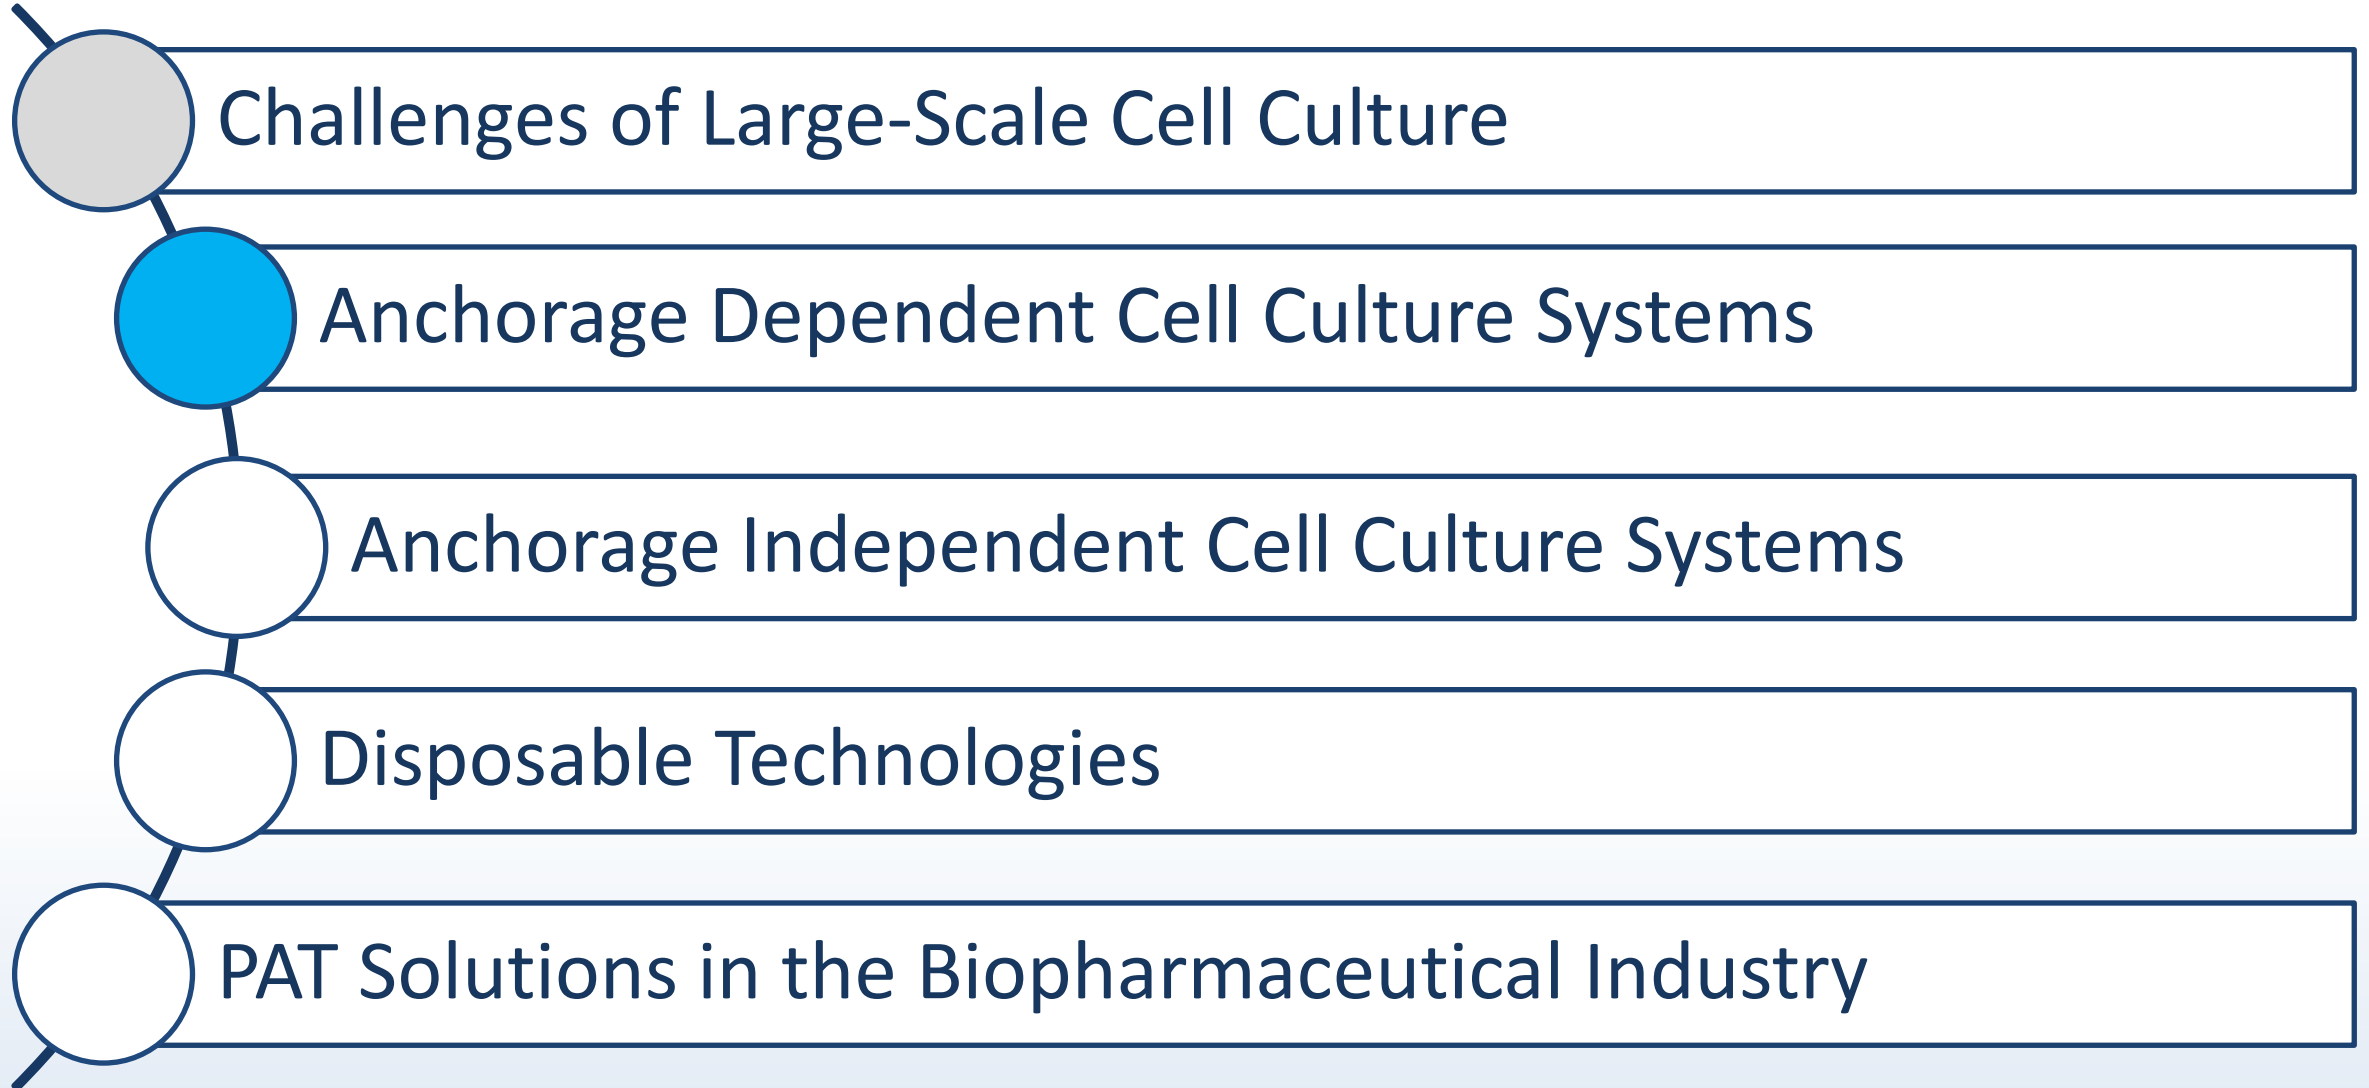 Challenges of Large-Scale Cell Culture
Anchorage Dependent Cell Culture Systems
Anchorage Independent Cell Culture Systems
Disposable Technologies
PAT Solutions in the Biopharmaceutical Industry